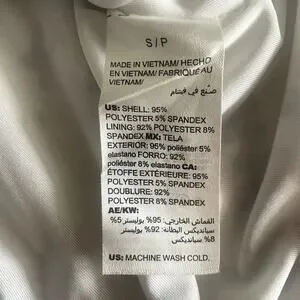 S/P
MADE IN VIETNAM/ HECHO
EN VIETNAM/ FABRIQUÉ AU
VIETNAM/
صنع في فيتنام
US: SHELL: 95%
POLYESTER 5% SPANDEX
LINING: 92% POLYESTER 8%
SPANDEX MX: TELA
EXTERIOR: 95% poliéster 5%
elastano FORRO: 92%
poliéster 8% elastano CA:
ÉTOFFE EXTÉRIEURE: 95%
POLYESTER 5% SPANDEX
DOUBLURE: 92%
POLYESTER 8% SPANDEX
AE/KW:
القماش الخارجي: 95% بوليستر 5%
سبانديكس البطانة: 92% بوليستر
8% سبانديكس
US: MACHINE WASH COLD.